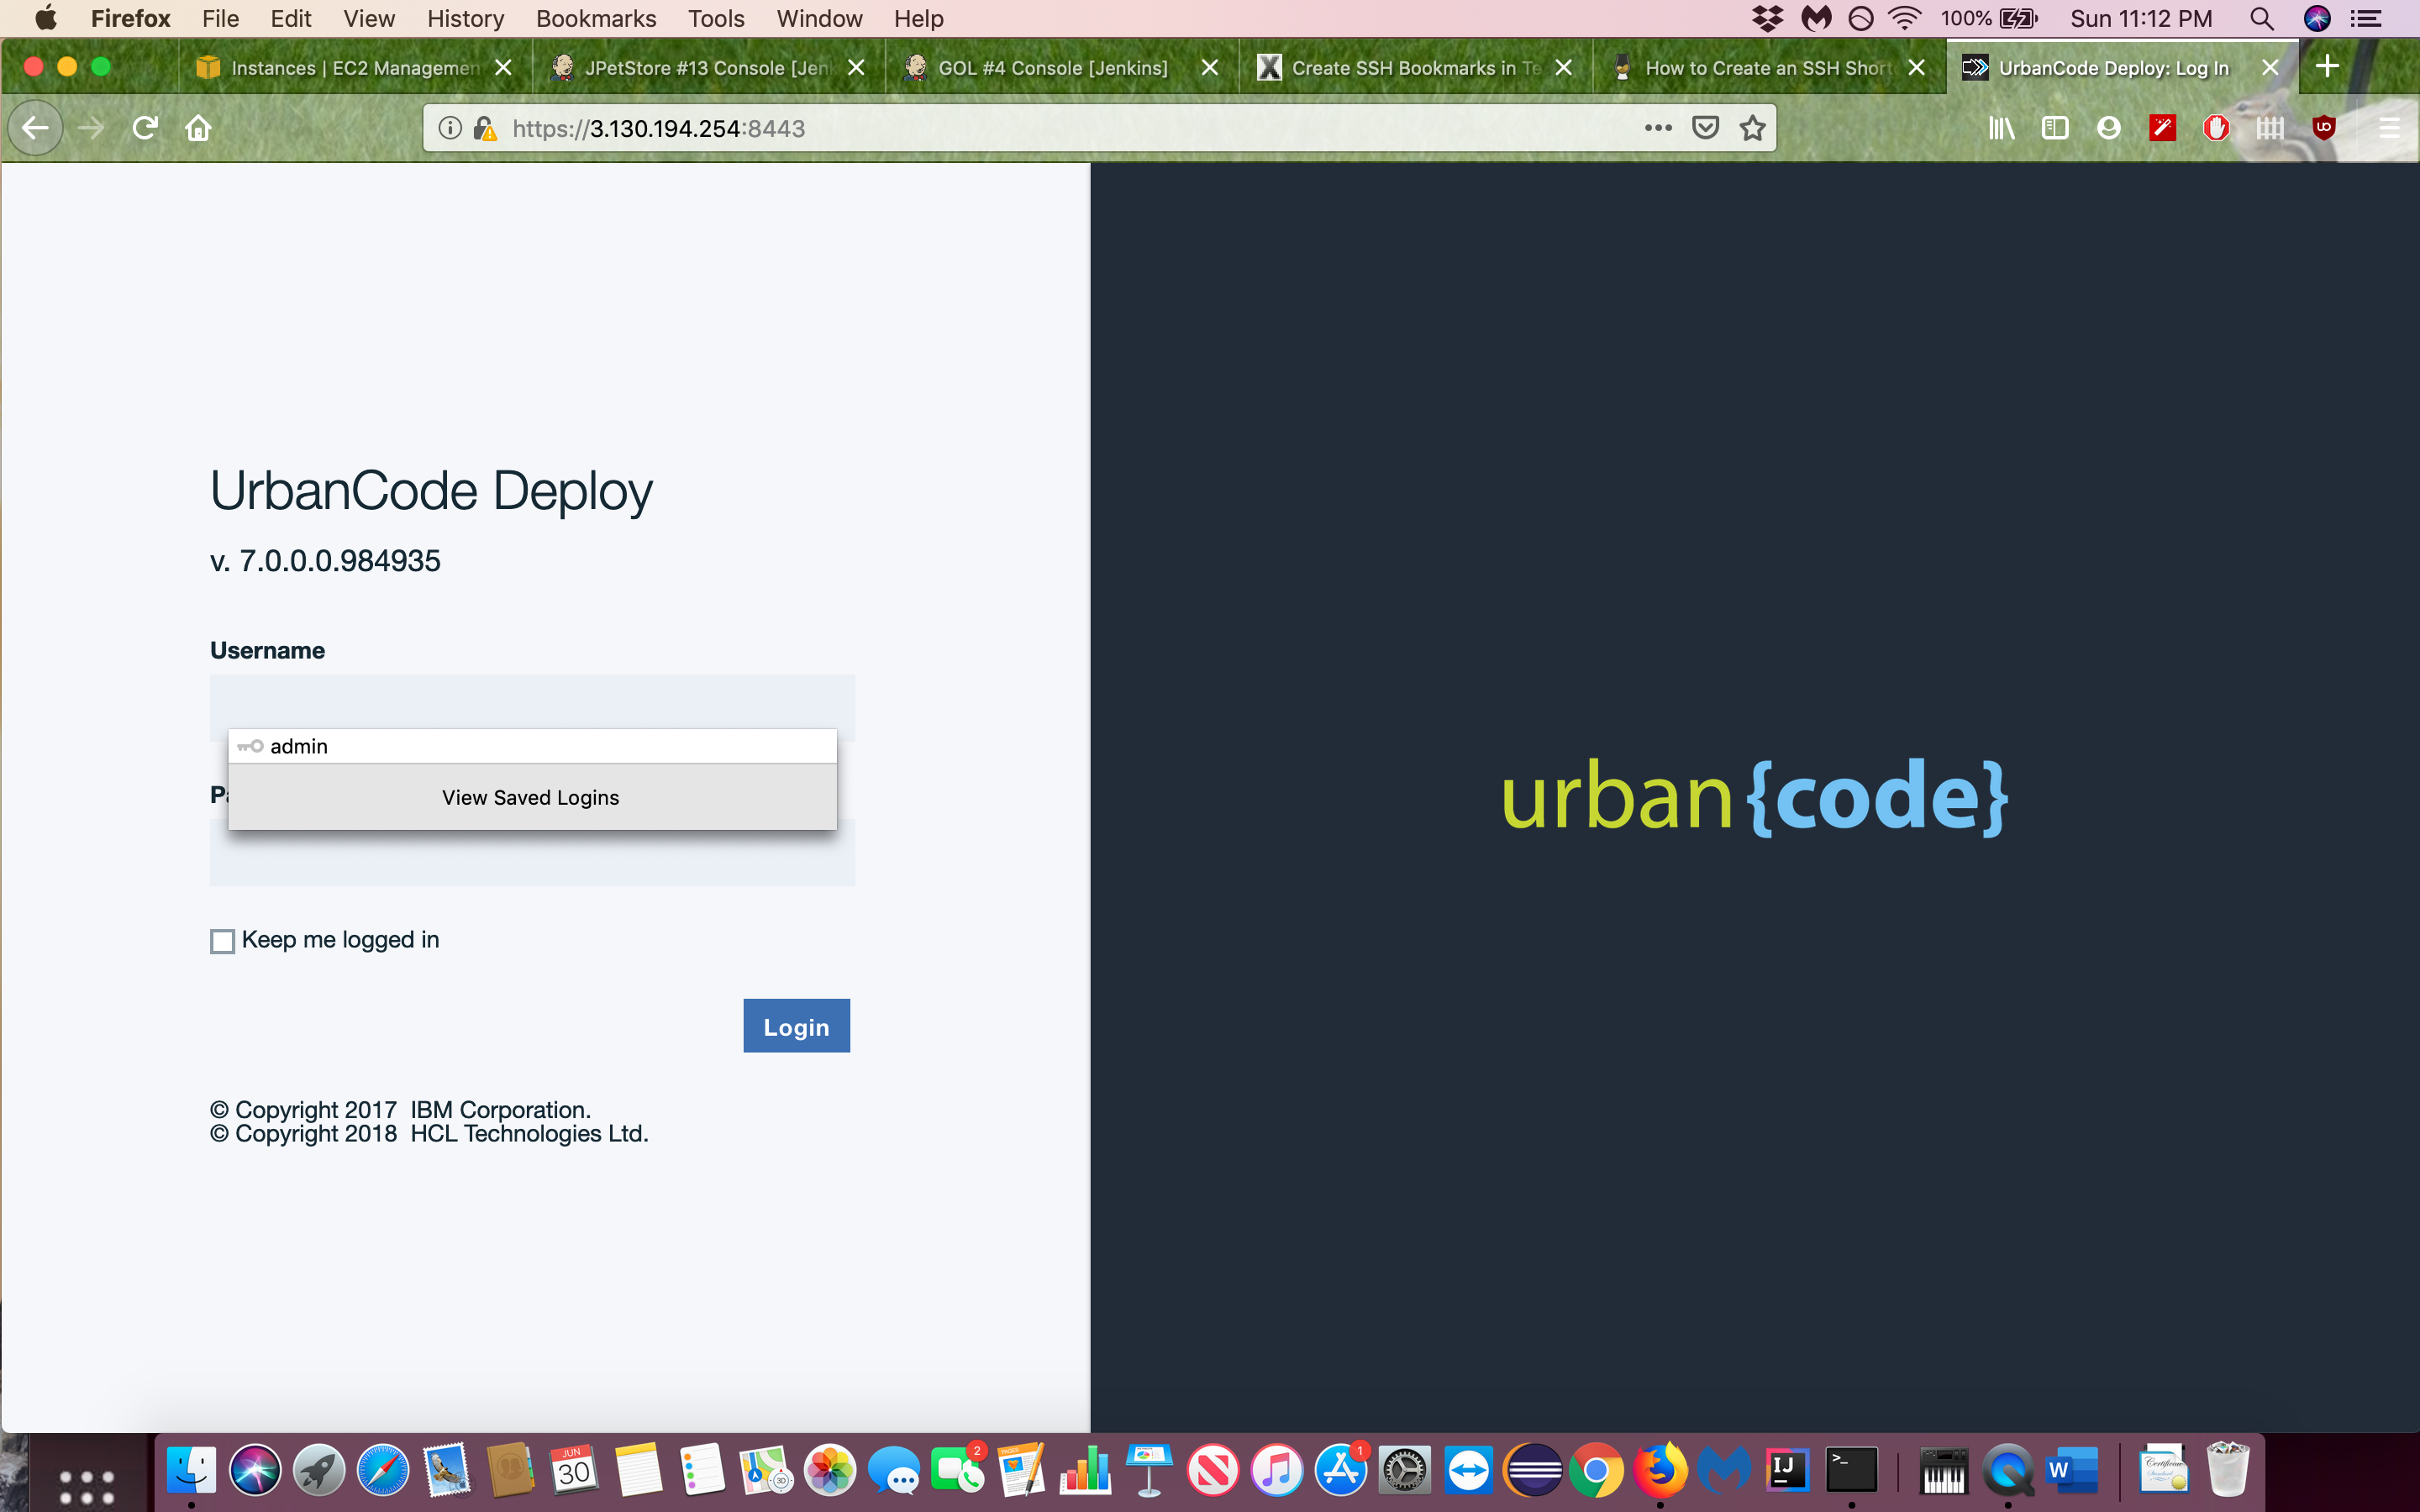 Firefox File Edit View History Bookmarks Tools Window Help 100% Sun 11:12 PM
Instances | EC2 Managemen JPetStore #13 Console [Jenk GOL #4 Console [Jenkins] Create SSH Bookmarks in Te How to Create an SSH Short UrbanCode Deploy: Log In
https://3.130.194.254:8443
UrbanCode Deploy
v. 7.0.0.0.984935
Username
admin
Pa
View Saved Logins
urban{code}
Keep me logged in
Login
© Copyright 2017 IBM Corporation.
© Copyright 2018 HCL Technologies Ltd.
JUN
30
2
PAGES
1
IJ
>_
W